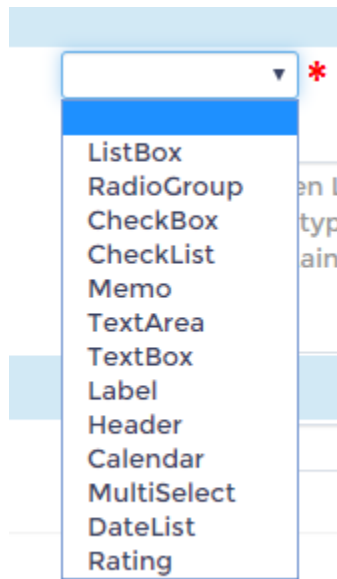 *
ListBox
RadioGroup
CheckBox
CheckList
Memo
TextArea
TextBox
Label
Header
Calendar
MultiSelect
DateList
Rating